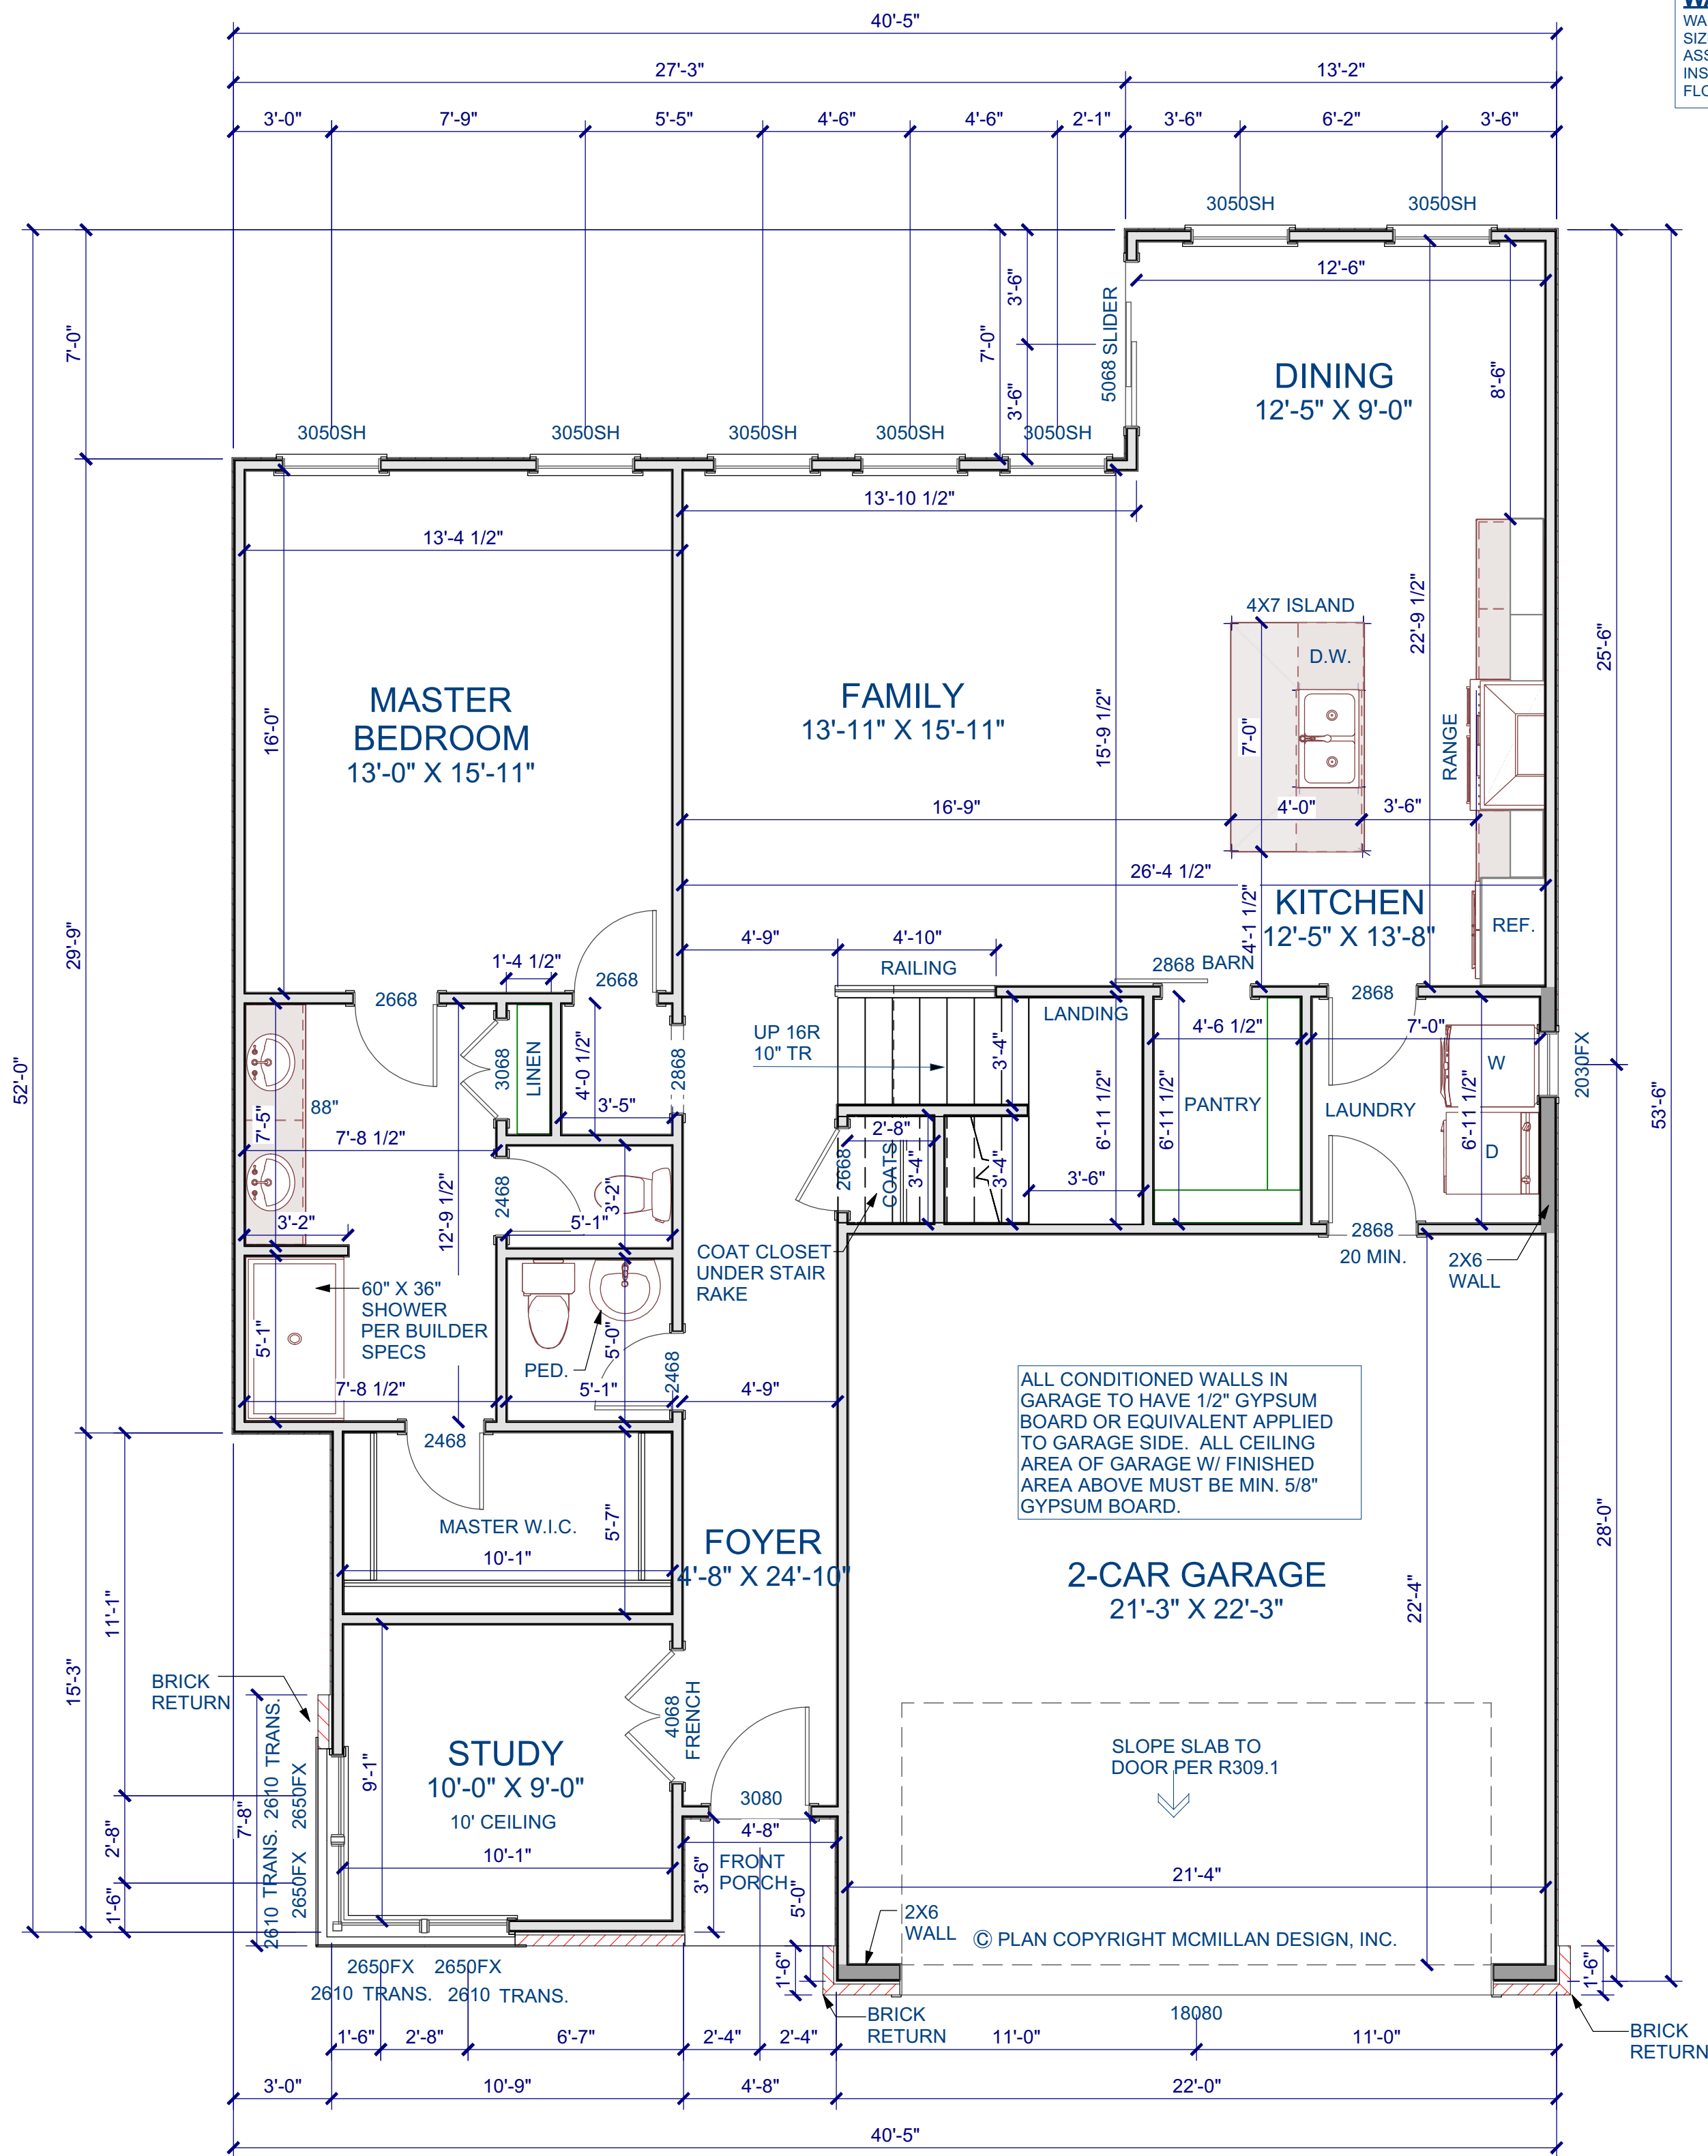 WA
SIZ
ASS
INS
FLO
40'-5"
27'-3"
13'-2"
3'-0"
7'-9"
5'-5"
4'-6"
4'-6"
2'-1"
3'-6"
6'-2"
3'-6"
3050SH
3050SH
12'-6"
3'-6"
7'-0"
3'-6"
5068 SLIDER
7'-0"
DINING
12'-5" X 9'-0"
8'-6"
3050SH
3050SH
3050SH
3050SH
3050SH
13'-10 1/2"
13'-4 1/2"
4X7 ISLAND
D.W.
22'-9 1/2"
25'-6"
MASTER
BEDROOM
13'-0" X 15'-11"
16'-0"
FAMILY
13'-11" X 15'-11"
15'-9 1/2"
7'-0"
RANGE
16'-9"
4'-0"
3'-6"
26'-4 1/2"
KITCHEN
12'-5" X 13'-8"
4'-1 1/2"
REF.
29'-9"
52'-0"
53'-6"
4'-9"
4'-10"
RAILING
2868 BARN
1'-4 1/2"
2668
2668
2868
LANDING
UP 16R
10" TR
3'-4"
4'-6 1/2"
7'-0"
W
2030FX
3068
LINEN
4'-0 1/2"
2868
3'-5"
88"
7'-5"
7'-8 1/2"
2'-8"
2668
COATS
3'-4"
3'-4"
6'-11 1/2"
3'-6"
6'-11 1/2"
PANTRY
LAUNDRY
6'-11 1/2"
D
2468
3'-2"
5'-1"
3'-2"
12'-9 1/2"
2868
20 MIN.
2X6
WALL
COAT CLOSET
UNDER STAIR
RAKE
60" X 36"
SHOWER
PER BUILDER
SPECS
5'-1"
PED.
5'-0"
5'-1"
2468
4'-9"
7'-8 1/2"
2468
ALL CONDITIONED WALLS IN
GARAGE TO HAVE 1/2" GYPSUM
BOARD OR EQUIVALENT APPLIED
TO GARAGE SIDE. ALL CEILING
AREA OF GARAGE W/ FINISHED
AREA ABOVE MUST BE MIN. 5/8"
GYPSUM BOARD.
MASTER W.I.C.
5'-7"
10'-1"
FOYER
4'-8" X 24'-10"
2-CAR GARAGE
21'-3" X 22'-3"
22'-4"
28'-0"
11'-1"
15'-3"
BRICK
RETURN
2610 TRANS. 2610 TRANS.
2650FX 2650FX
7'-8"
2'-8"
1'-6"
9'-1"
4068
FRENCH
STUDY
10'-0" X 9'-0"
10' CEILING
10'-1"
3080
4'-8"
3'-6"
FRONT
PORCH
5'-0"
SLOPE SLAB TO
DOOR PER R309.1
21'-4"
2X6
WALL
© PLAN COPYRIGHT MCMILLAN DESIGN, INC.
1'-6"
1'-6"
2650FX 2650FX
2610 TRANS. 2610 TRANS.
BRICK
RETURN
18080
BRICK
RETURN
1'-6"
2'-8"
6'-7"
2'-4"
2'-4"
11'-0"
11'-0"
3'-0"
10'-9"
4'-8"
22'-0"
40'-5"